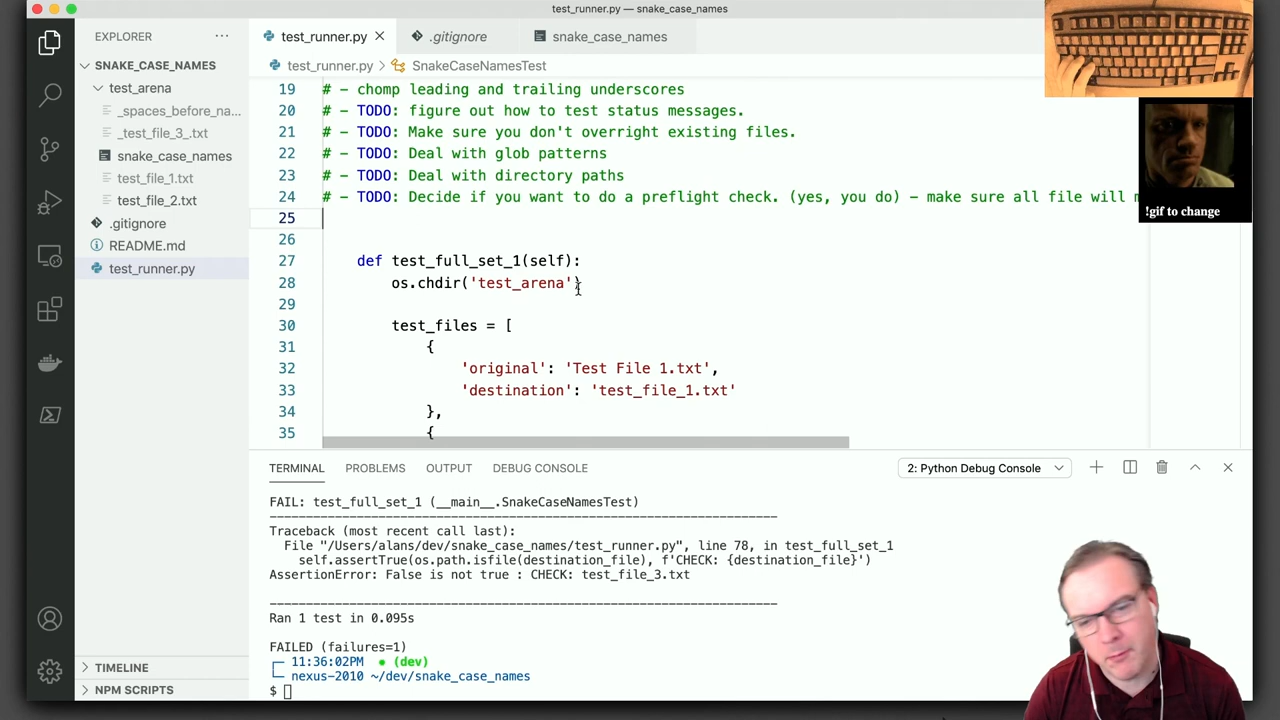 test_runner.py — snake_case_names
EXPLORER
test_runner.py
.gitignore
snake_case_names
SNAKE_CASE_NAMES
test_runner.py > SnakeCaseNamesTest
test_arena
_spaces_before_na...
_test_file_3_.txt
snake_case_names
test_file_1.txt
test_file_2.txt
.gitignore
README.md
test_runner.py
TIMELINE
NPM SCRIPTS
19 # - chomp leading and trailing underscores
20 # - TODO: figure out how to test status messages.
21 # - TODO: Make sure you don't overright existing files.
22 # - TODO: Deal with glob patterns
23 # - TODO: Deal with directory paths
24 # - TODO: Decide if you want to do a preflight check. (yes, you do) - make sure all file will
25
26
27 def test_full_set_1(self):
28 os.chdir('test_arena')
29
30 test_files = [
31 {
32 'original': 'Test File 1.txt',
33 'destination': 'test_file_1.txt'
34 },
35 {
!gif to change
TERMINAL PROBLEMS OUTPUT DEBUG CONSOLE 2: Python Debug Console
FAIL: test_full_set_1 (__main__.SnakeCaseNamesTest)
Traceback (most recent call last):
File "/Users/alans/dev/snake_case_names/test_runner.py", line 78, in test_full_set_1
self.assertTrue(os.path.isfile(destination_file), f'CHECK: {destination_file}')
AssertionError: False is not true : CHECK: test_file_3.txt
Ran 1 test in 0.095s
FAILED (failures=1)
11:36:02PM (dev)
nexus-2010 ~/dev/snake_case_names
$